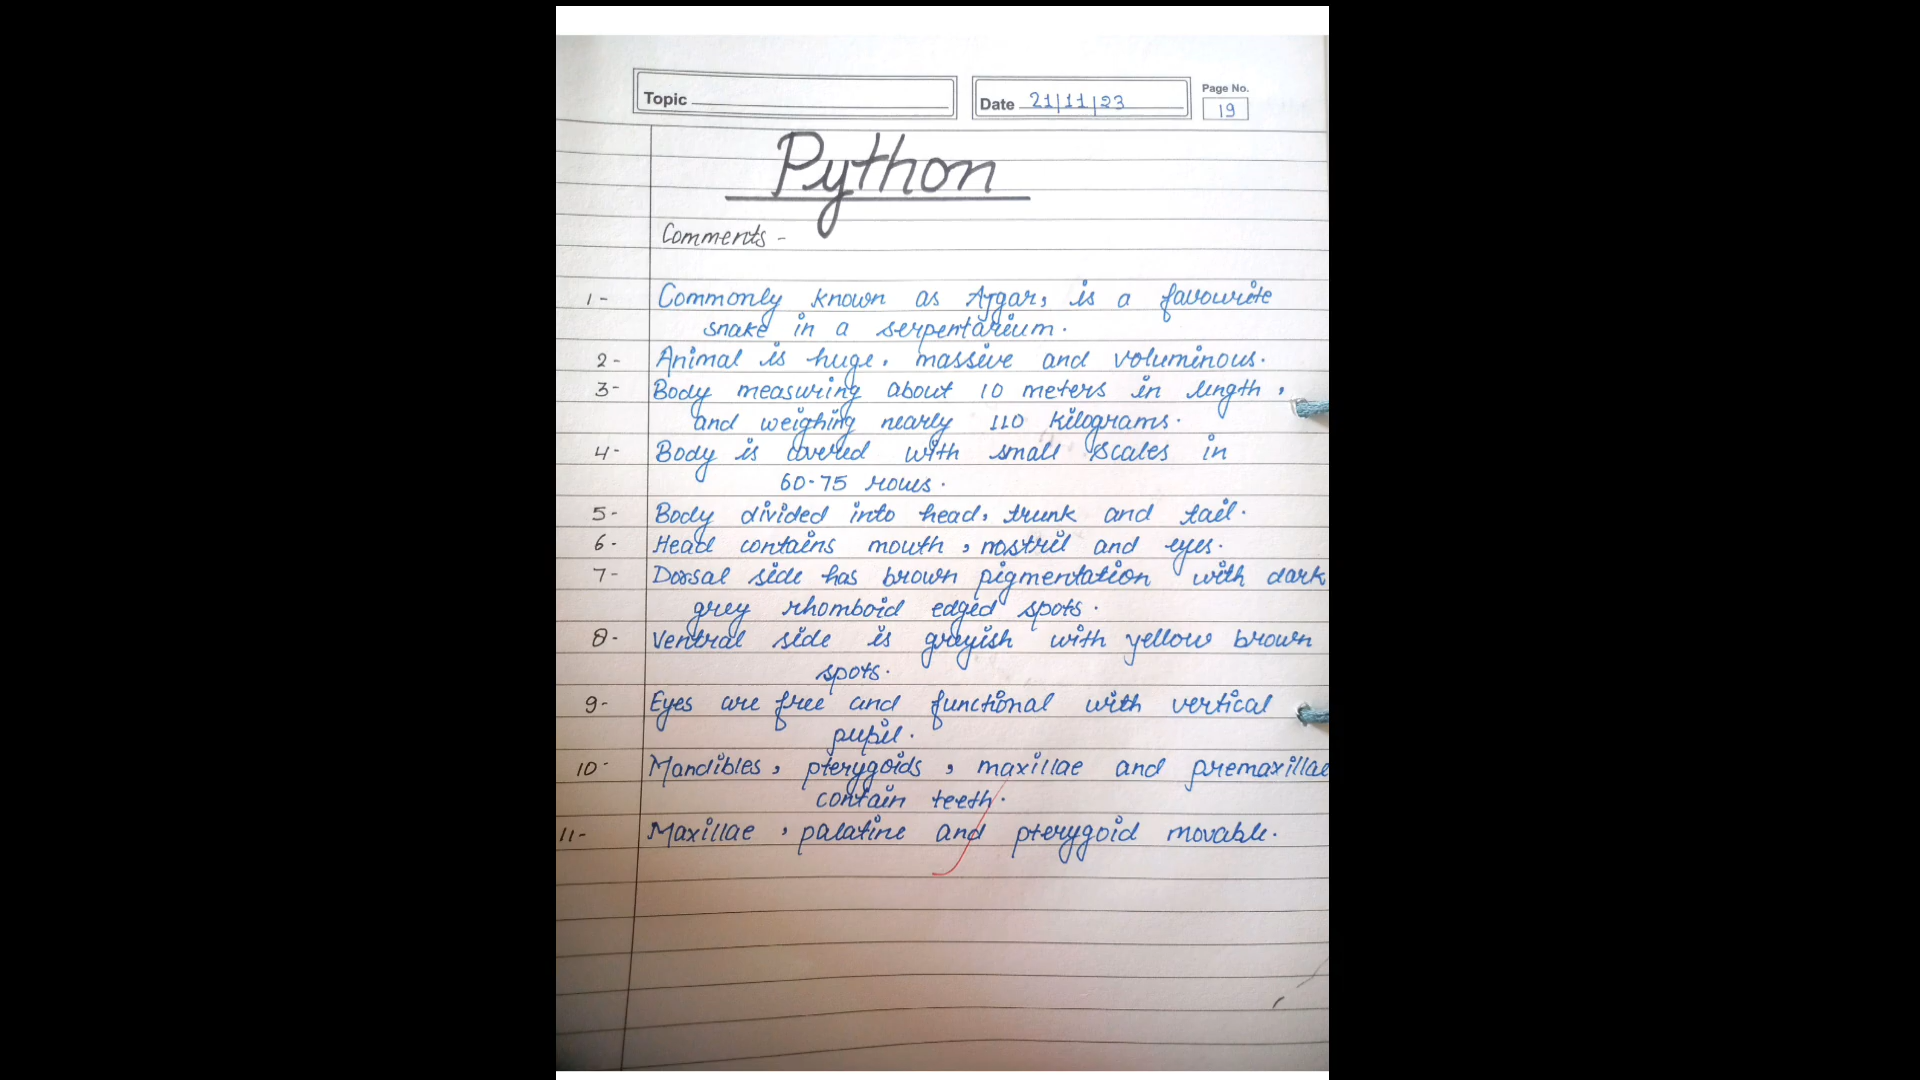 Topic
Date 21|11|23
Page No.
19
Python
Comments -
1- Commonly known as Ajgar, is a favourite
snake in a serpentarium.
2- Animal is huge, massive and voluminous.
3- Body measuring about 10 meters in length,
and weighing nearly 110 kilograms.
4- Body is covered with small scales in
60-75 rows.
5- Body divided into head, trunk and tail.
6- Head contains mouth, nostril and eyes.
7- Dorsal side has brown pigmentation with dark
grey rhomboid edged spots.
8- Ventral side is greyish with yellow brown
spots.
9- Eyes are free and functional with vertical
pupil.
10- Mandibles, pterygoids, maxillae and premaxillae
contain teeth.
11- Maxillae, palatine and pterygoid movable.